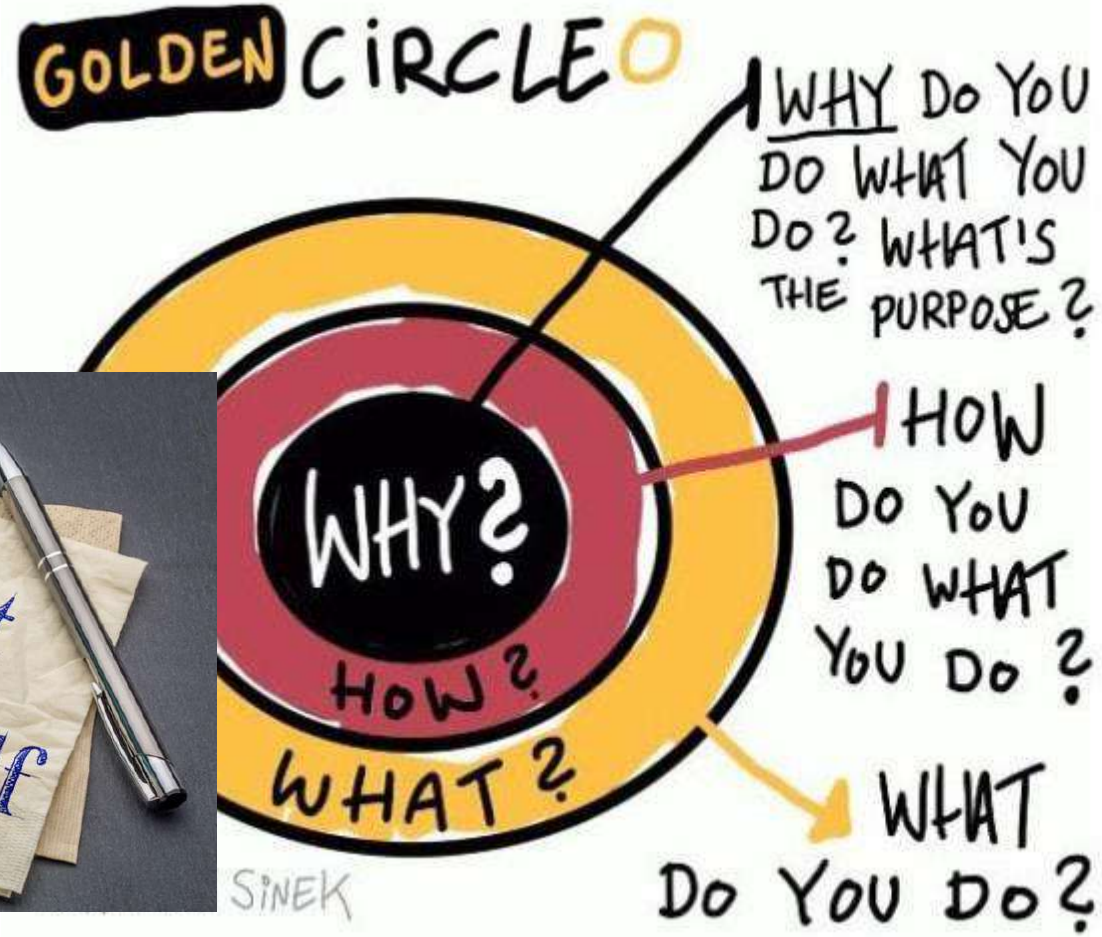 GOLDEN CiRCLE
WHY DO YOU
DO WHAT YOU
DO? WHAT'S
THE PURPOSE?
HOW
DO YOU
DO WHAT
YOU DO?
WHAT
DO YOU DO?
WHY?
HOW?
WHAT?
SiNEK